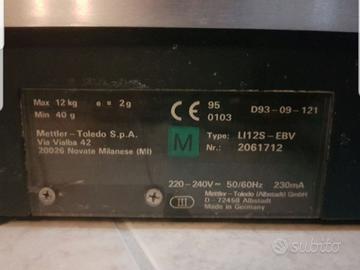 Max 12 kg e = 2g
Min 40 g
CE 95
0103
D93-09-121
Mettler-Toledo S.p.A.
Via Vialba 42
20026 Novate Milanese (MI)
M
Type: LI12S-EBV
Nr.: 2061712
220-240V~ 50/60Hz 230mA
Mettler-Toledo (Albstadt) GmbH
D-72458 Albstadt
Made in Germany
subito